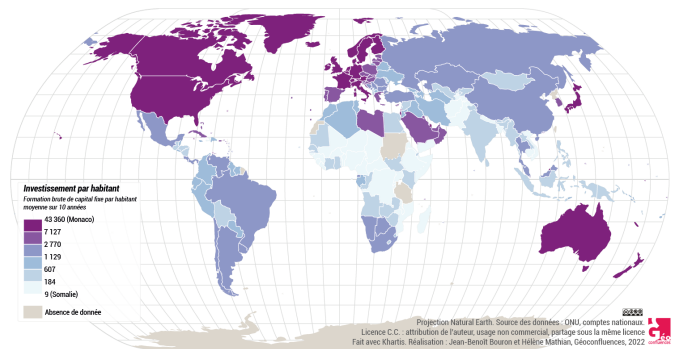 Investissement par habitant
Formation brute de capital fixe par habitant
moyenne sur 10 années
43 360 (Monaco)
7 127
2 770
1 129
607
184
9 (Somalie)
Absence de donnée
Projection Natural Earth. Source des données : ONU, comptes nationaux.
Licence C.C. : attribution de l'auteur, usage non commercial, partage sous la même licence
Fait avec Khartis. Réalisation : Jean-Benoît Bouron et Hélène Mathian, Géoconfluences, 2022
Géo
confluences